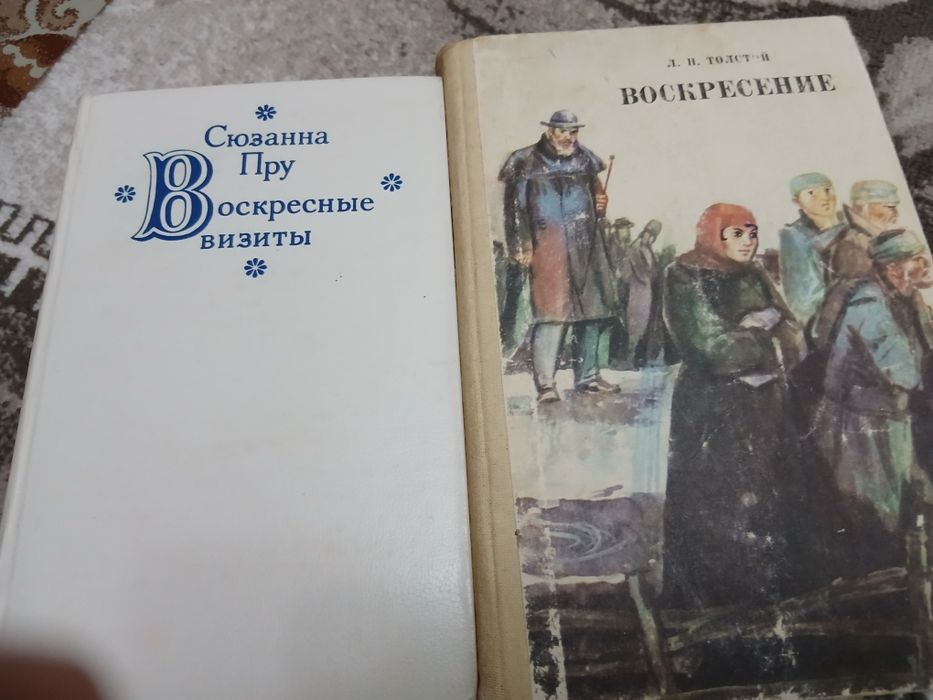 Сюзанна
Пру
Воскресные
визиты
Л. Н. ТОЛСТОЙ
ВОСКРЕСЕНИЕ